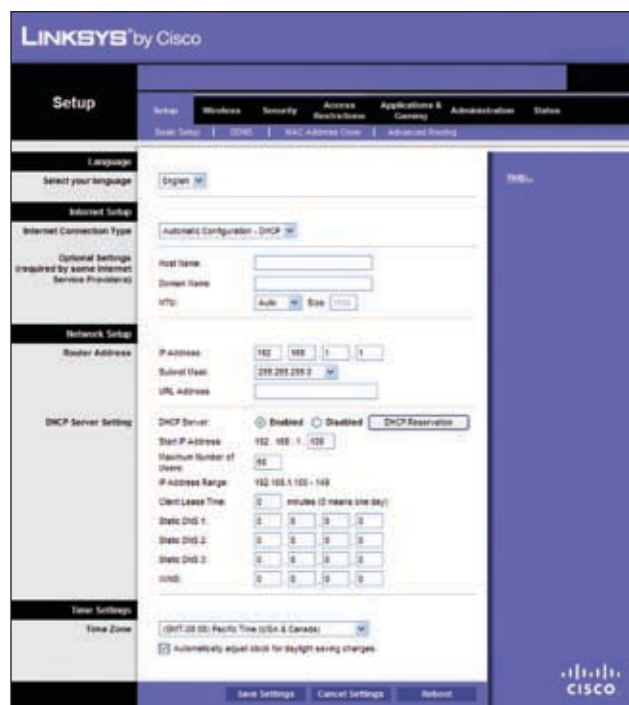 LINKSYS® by Cisco
Setup
Setup Wireless Security Access Restrictions Applications & Gaming Administration Status
Basic Setup | DDNS | MAC Address Clone | Advanced Routing
Language
Select your language English
Help...
Internet Setup
Internet Connection Type Automatic Configuration - DHCP
Optional Settings (required by some Internet Service Providers)
Host Name:
Domain Name:
MTU: Auto Size:
Network Setup
Router Address
IP Address: 192 . 168 . 1 . 1
Subnet Mask: 255.255.255.0
URL Address:
DHCP Server Setting
DHCP Server: Enabled Disabled DHCP Reservation
Start IP Address: 192 . 168 . 1 . 100
Maximum Number of Users: 50
IP Address Range: 192.168.1.100 - 149
Client Lease Time: 0 minutes (0 means one day)
Static DNS 1: 0 . 0 . 0 . 0
Static DNS 2: 0 . 0 . 0 . 0
Static DNS 3: 0 . 0 . 0 . 0
WINS: 0 . 0 . 0 . 0
Time Settings
Time Zone
(GMT-08:00) Pacific Time (USA & Canada)
Automatically adjust clock for daylight saving changes.
Save Settings Cancel Settings Reboot
CISCO